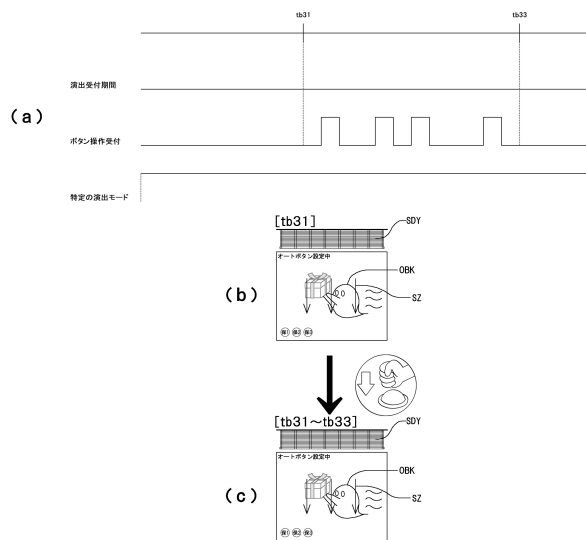 tb31 tb33
演出受付期間
(a)
ボタン操作受付
特定の演出モード
[tb31]
SDY
オートボタン設定中
OBK
(b)
SZ
保1 保2 保3
[tb31～tb33]
SDY
オートボタン設定中
OBK
(c)
SZ
保1 保2 保3